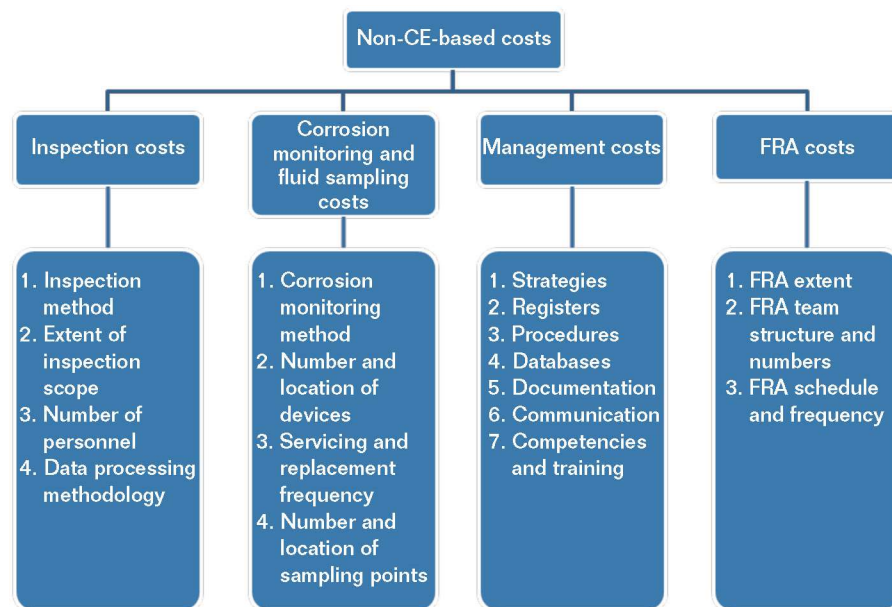 Non-CE-based costs
Inspection costs
Corrosion
monitoring and
fluid sampling
costs
Management costs
FRA costs
1. Inspection
method
2. Extent of
inspection
scope
3. Number of
personnel
4. Data processing
methodology
1. Corrosion
monitoring
method
2. Number and
location of
devices
3. Servicing and
replacement
frequency
4. Number and
location of
sampling points
1. Strategies
2. Registers
3. Procedures
4. Databases
5. Documentation
6. Communication
7. Competencies
and training
1. FRA extent
2. FRA team
structure and
numbers
3. FRA schedule
and frequency